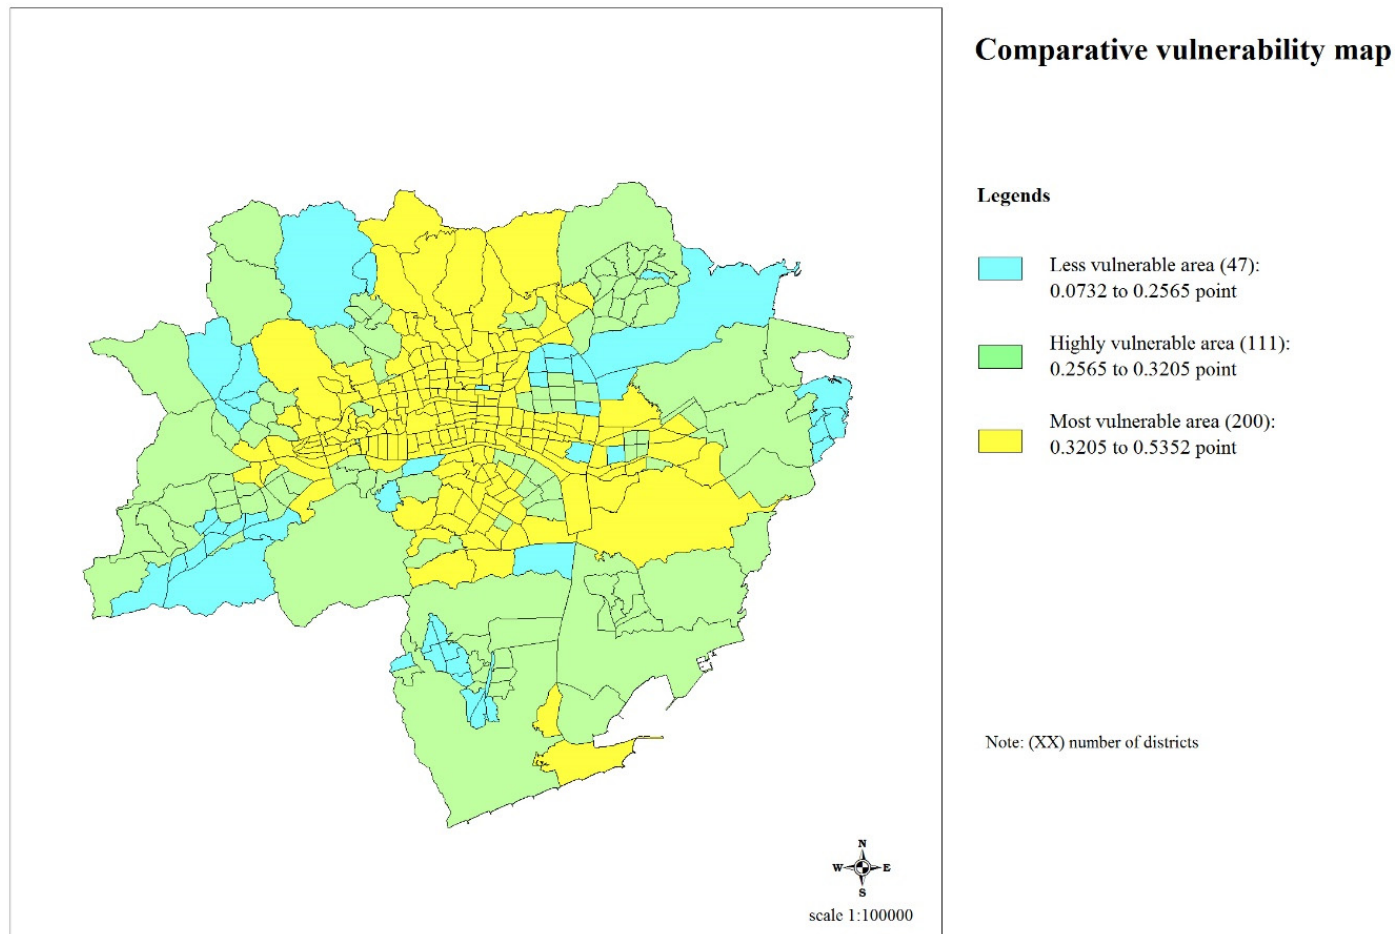 Comparative vulnerability map
Legends
Less vulnerable area (47):
0.0732 to 0.2565 point
Highly vulnerable area (111):
0.2565 to 0.3205 point
Most vulnerable area (200):
0.3205 to 0.5352 point
Note: (XX) number of districts
N
W E
S
scale 1:100000